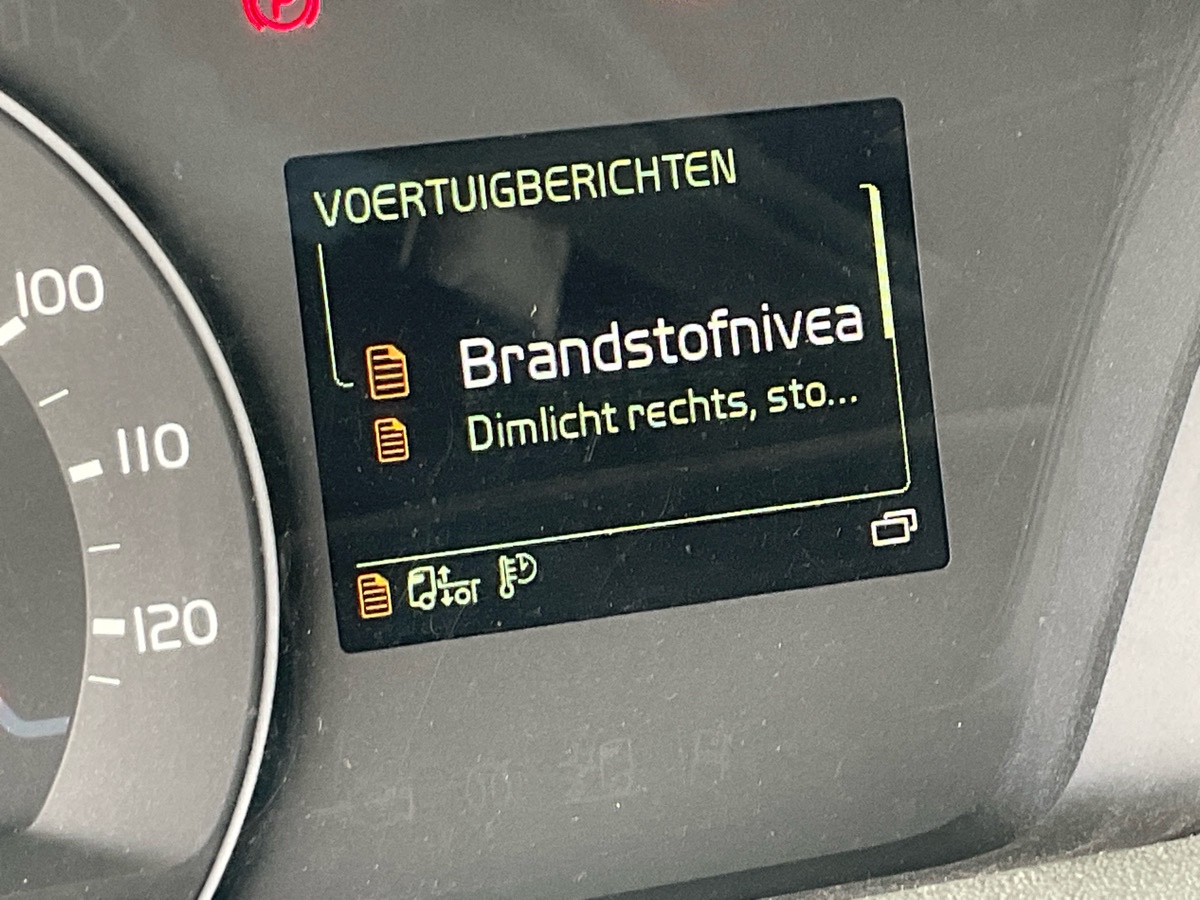 VOERTUIGBERICHTEN
Brandstofnivea
Dimlicht rechts, sto...
100
110
120